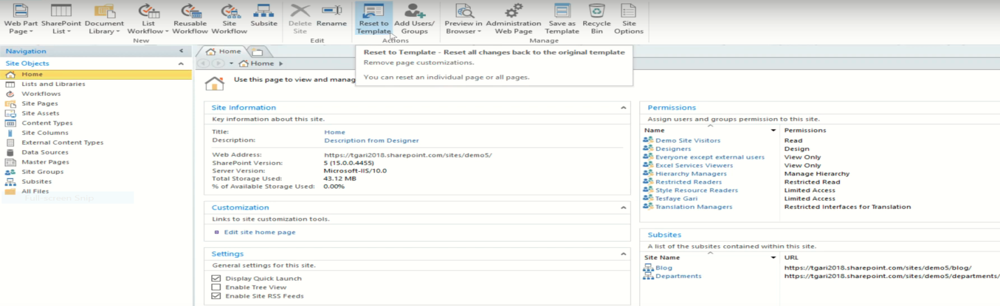 Web Part Page
SharePoint List
Document Library
List Workflow
Reusable Workflow
Site Workflow
Subsite
Delete Site
Rename
Reset to Template
Add Users/ Groups
Preview in Browser
Administration Web Page
Save as Template
Recycle Bin
Site Options
New
Edit
Actions
Manage
Navigation
Site Objects
Home
Lists and Libraries
Workflows
Site Pages
Site Assets
Content Types
Site Columns
External Content Types
Data Sources
Master Pages
Site Groups
Subsites
All Files
Full-screen Snip
Home
Home
Reset to Template - Reset all changes back to the original template
Remove page customizations.
You can reset an individual page or all pages.
Use this page to view and manag
Site Information
Key information about this site.
Title: Home
Description: Description from Designer
Web Address: https://tgari2018.sharepoint.com/sites/demo5/
SharePoint Version: 5 (15.0.0.4455)
Server Version: Microsoft-IIS/10.0
Total Storage Used: 43.12 MB
% of Available Storage Used: 0.00%
Customization
Links to site customization tools.
Edit site home page
Settings
General settings for this site.
Display Quick Launch
Enable Tree View
Enable Site RSS Feeds
Permissions
Assign users and groups permission to this site.
Name Permissions
Demo Site Visitors Read
Designers Design
Everyone except external users View Only
Excel Services Viewers View Only
Hierarchy Managers Manage Hierarchy
Restricted Readers Restricted Read
Style Resource Readers Limited Access
Tesfaye Gari Limited Access
Translation Managers Restricted Interfaces for Translation
Subsites
A list of the subsites contained within this site.
Site Name URL
Blog https://tgari2018.sharepoint.com/sites/demo5/blog/
Departments https://tgari2018.sharepoint.com/sites/demo5/departments/